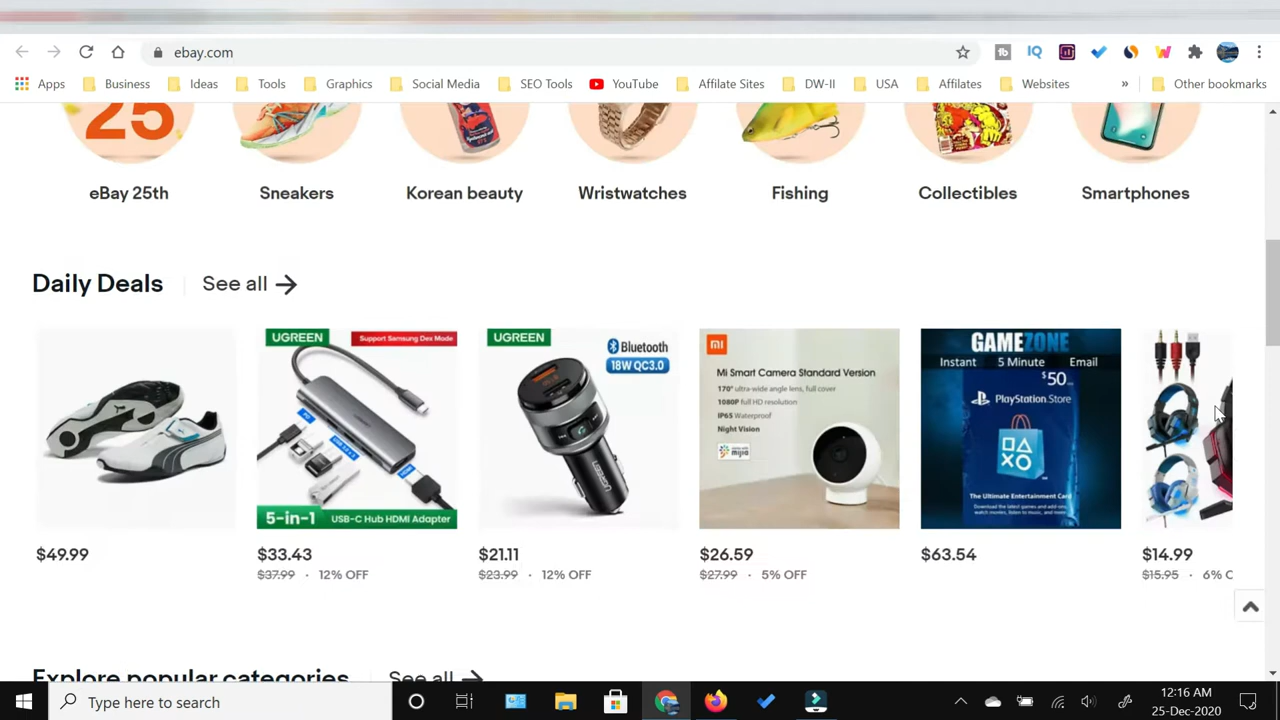 ebay.com
Apps Business Ideas Tools Graphics Social Media SEO Tools YouTube Affiliate Sites DW-II USA Affiliates Websites » Other bookmarks
25
eBay 25th Sneakers Korean beauty Wristwatches Fishing Collectibles Smartphones
Daily Deals See all
UGREEN Support Samsung Dex Mode
5-in-1 USB-C Hub HDMI Adapter
UGREEN
Bluetooth
18W QC3.0
UGREEN
mi
Mi Smart Camera Standard Version
170° ultra-wide angle lens, full cover
1080P full HD resolution
IP65 Waterproof
Night Vision
GAMEZONE
Instant 5 Minute Email
$50
PlayStation.Store
The Ultimate Entertainment Card
$49.99 $33.43 $21.11 $26.59 $63.54 $14.99
$37.99 · 12% OFF $23.99 · 12% OFF $27.99 · 5% OFF $15.95 · 6% O
Explore popular categories See all
Type here to search
12:16 AM
25-Dec-2020